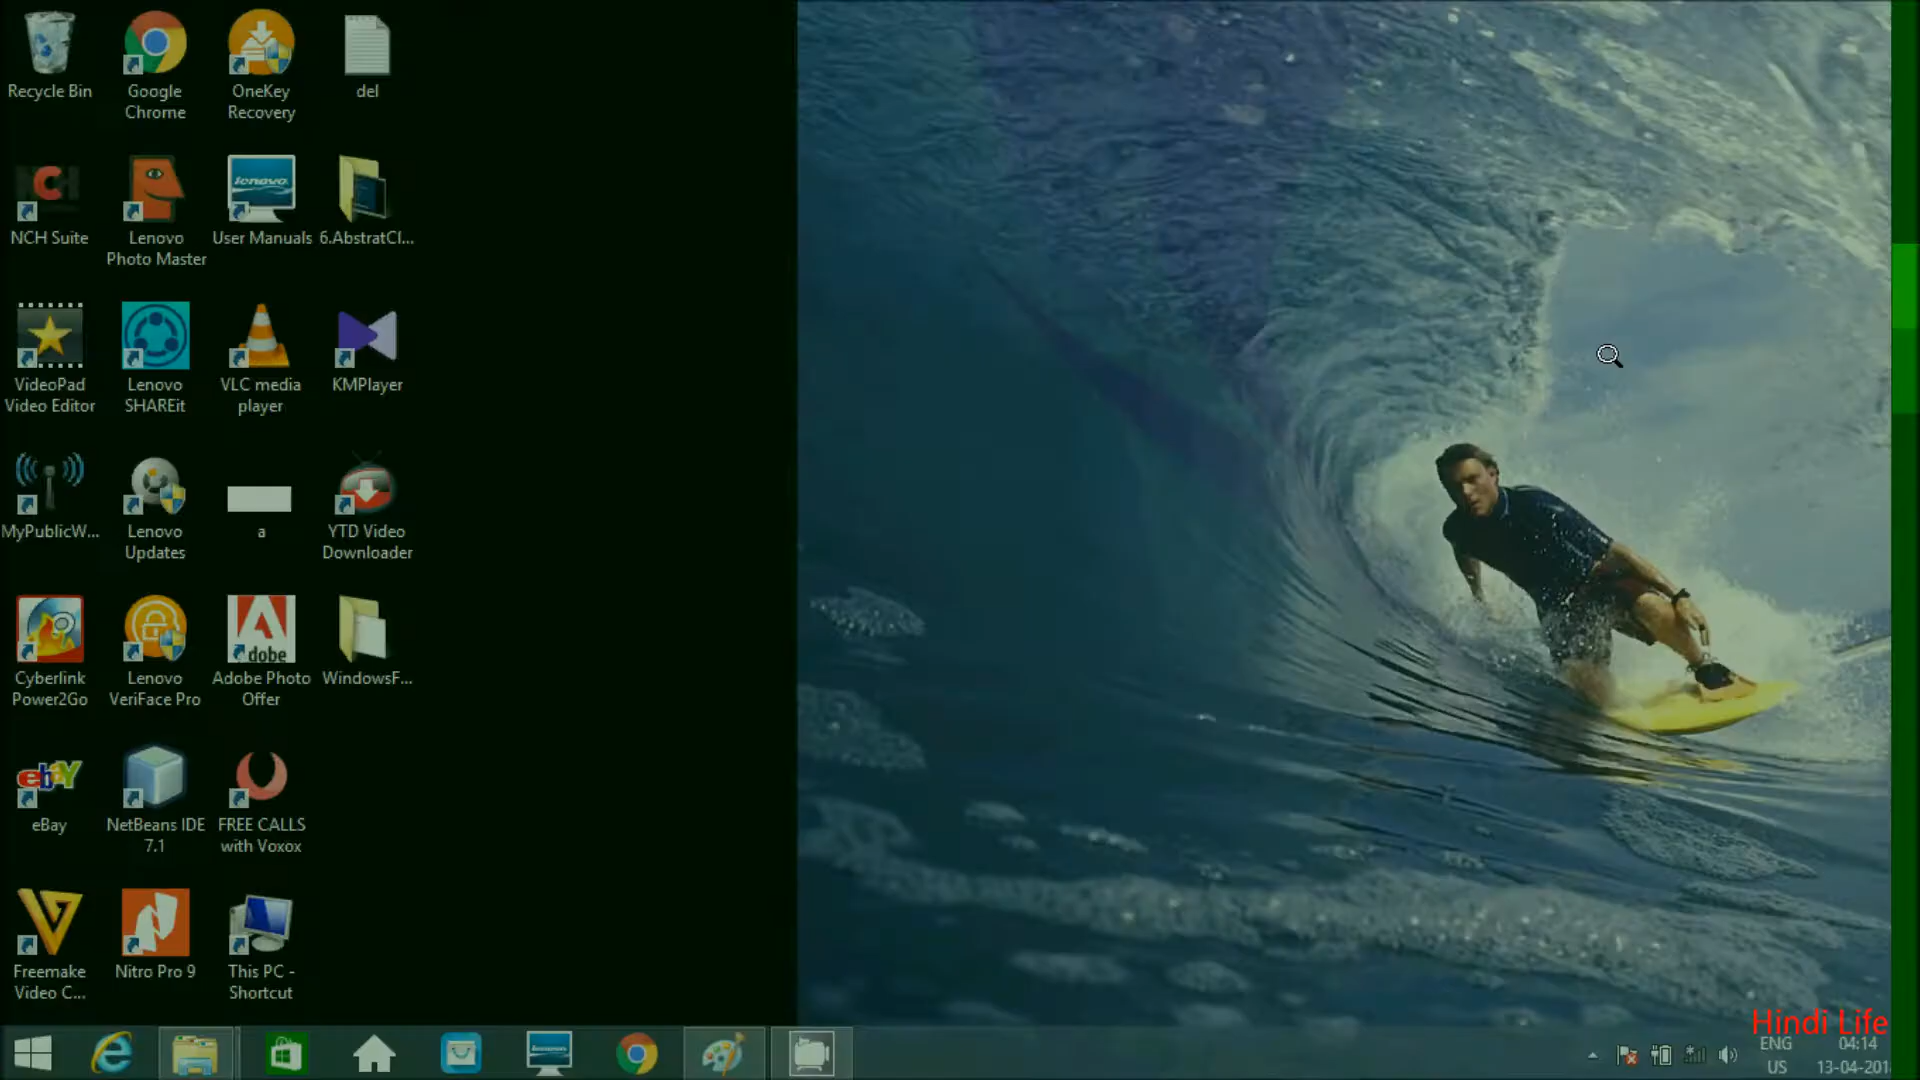 Recycle Bin
Google
Chrome
OneKey
Recovery
del
NCH Suite
Lenovo
Photo Master
lenovo
User Manuals
6.AbstratCl...
VideoPad
Video Editor
Lenovo
SHAREit
VLC media
player
KMPlayer
MyPublicW...
Lenovo
Updates
a
YTD Video
Downloader
Cyberlink
Power2Go
Lenovo
VeriFace Pro
Adobe
Adobe Photo
Offer
WindowsF...
ebay
eBay
NetBeans IDE
7.1
FREE CALLS
with Voxox
Freemake
Video C...
Nitro Pro 9
This PC -
Shortcut
Hindi Life
ENG
04:14
US